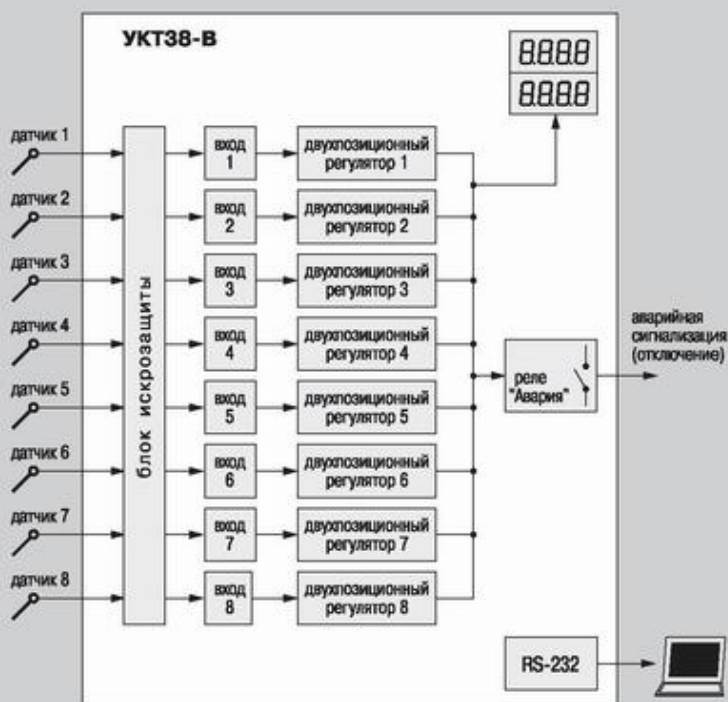 УКТ38-В
8.8.8.8
8.8.8.8
датчик 1
датчик 2
датчик 3
датчик 4
датчик 5
датчик 6
датчик 7
датчик 8
блок искрозащиты
вход
1
двухпозиционный
регулятор 1
вход
2
двухпозиционный
регулятор 2
вход
3
двухпозиционный
регулятор 3
вход
4
двухпозиционный
регулятор 4
вход
5
двухпозиционный
регулятор 5
вход
6
двухпозиционный
регулятор 6
вход
7
двухпозиционный
регулятор 7
вход
8
двухпозиционный
регулятор 8
реле
"Авария"
аварийная
сигнализация
(отключение)
RS-232